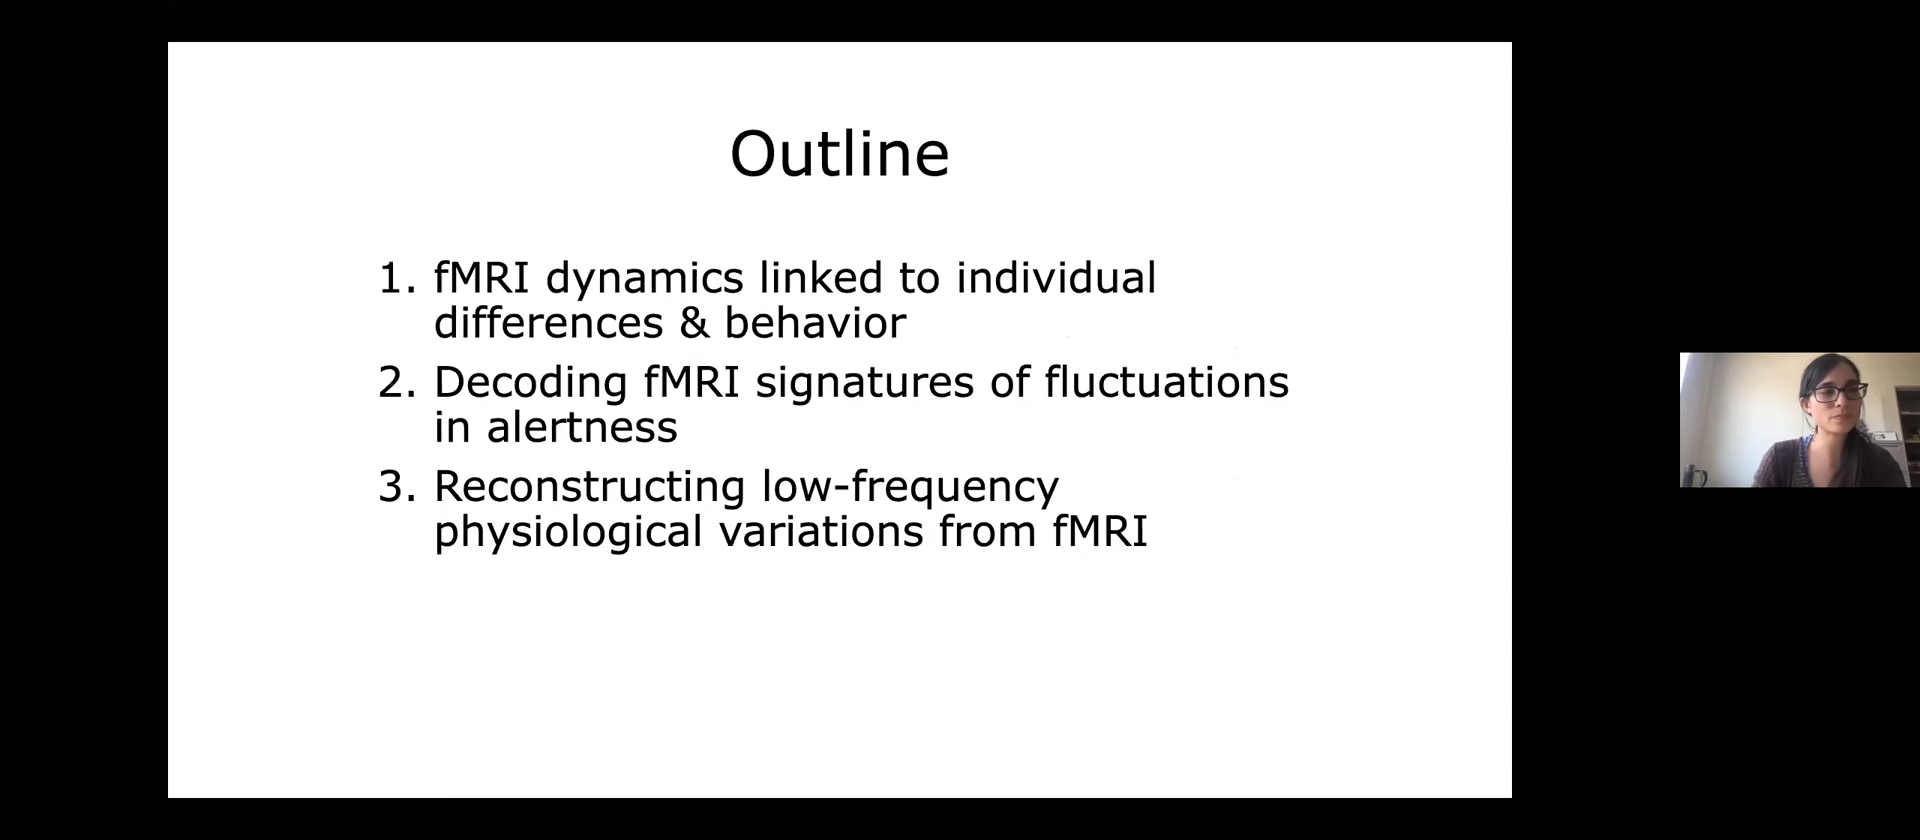 Outline
1. fMRI dynamics linked to individual
differences & behavior
2. Decoding fMRI signatures of fluctuations
in alertness
3. Reconstructing low-frequency
physiological variations from fMRI